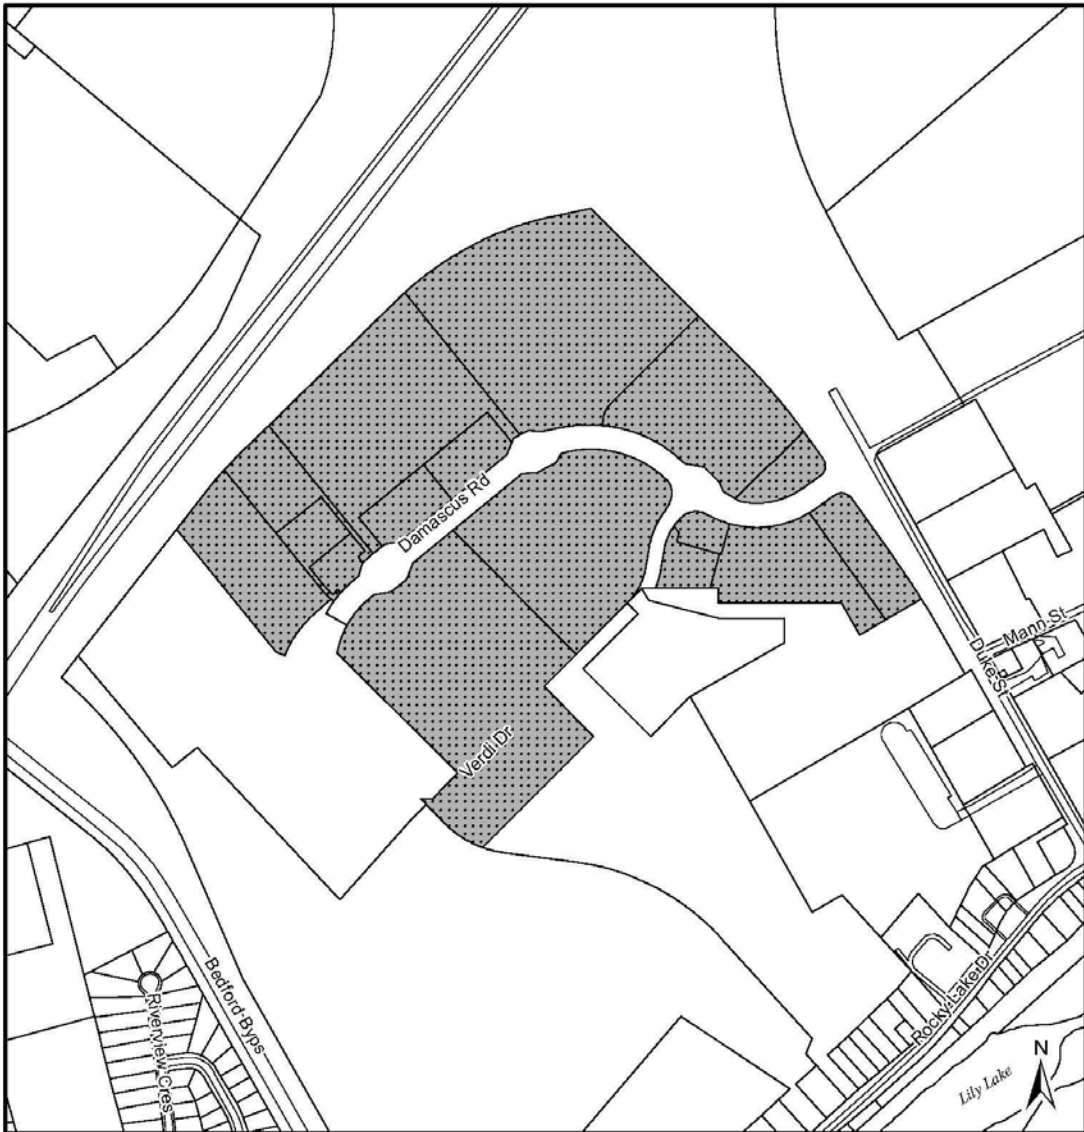 Damascus Rd
Mann St
Duke St
Verdi Dr
Bedford Byps
Riverview Cres
Rocky Lake Dr
Lily Lake
N